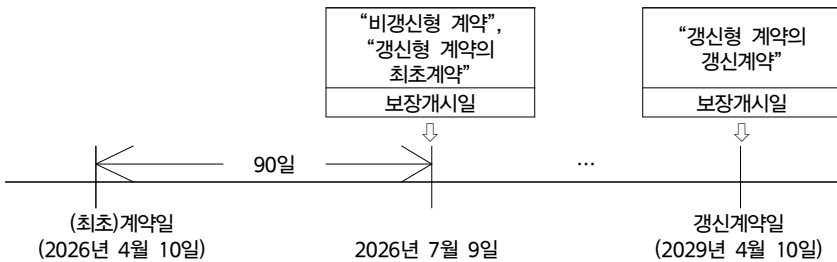 “비갱신형 계약”,
“갱신형 계약의
최초계약”
보장개시일
“갱신형 계약의
갱신계약”
보장개시일
90일
…
(최초)계약일
(2026년 4월 10일)
2026년 7월 9일
갱신계약일
(2029년 4월 10일)